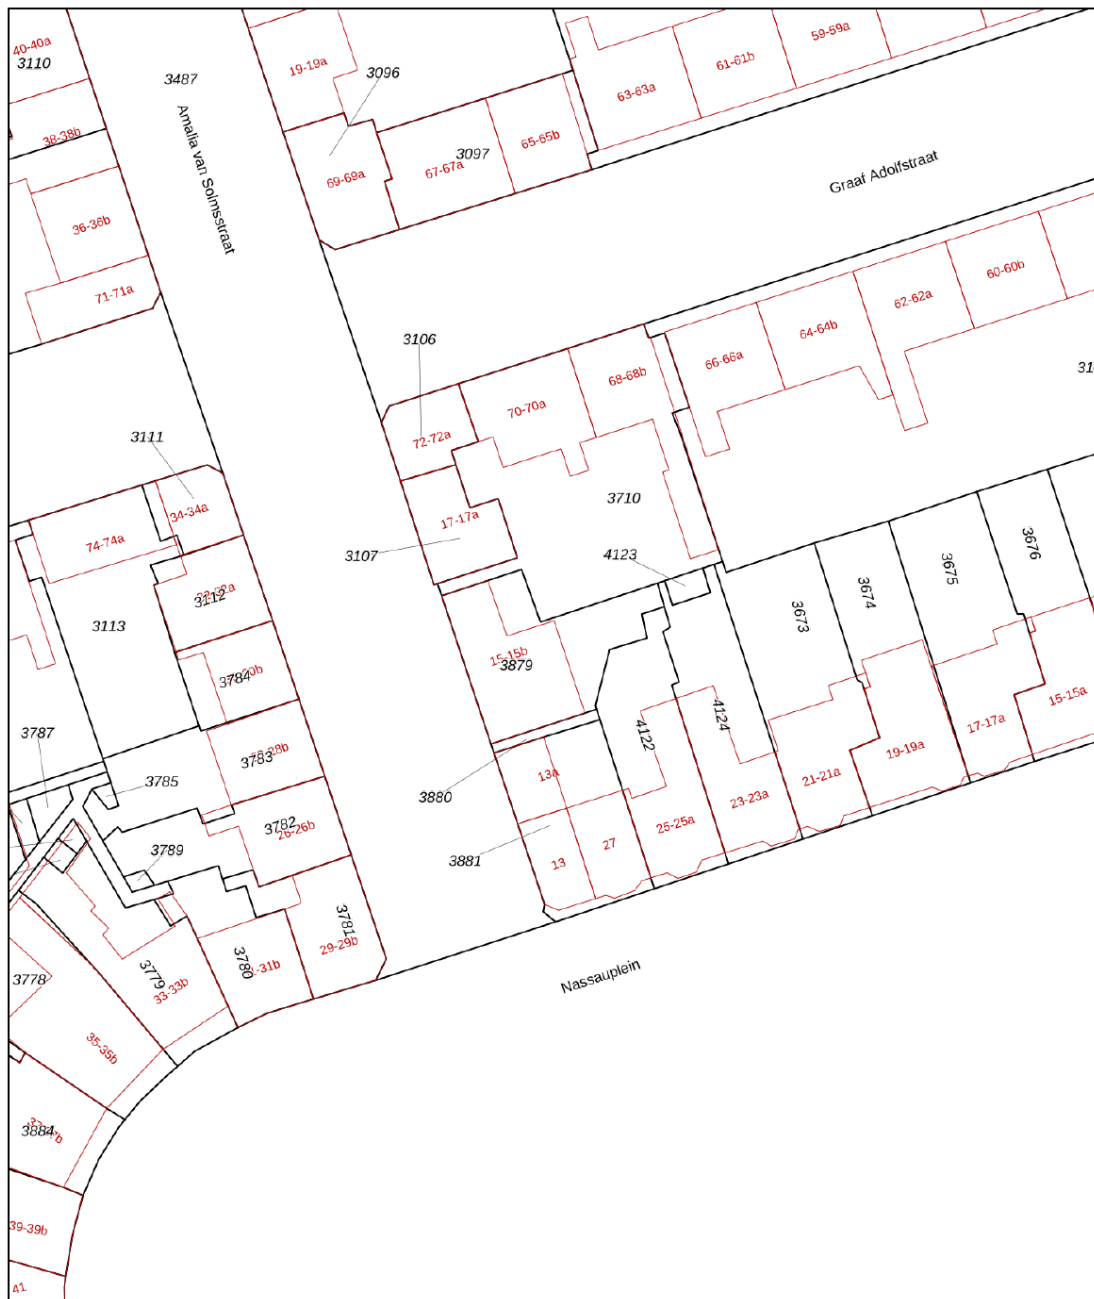 40-40a
3110
3487
19-19a
3096
59-59a
61-61b
63-63a
38-38b
Amalia van Solmsstraat
65-65b
3097
67-67a
69-69a
Graaf Adolfstraat
36-36b
71-71a
60-60b
62-62a
64-64b
3106
66-66a
68-68b
70-70a
72-72a
3111
34-34a
17-17a
3710
74-74a
3107
4123
3676
3675
3674
3673
3112
3113
15-15b
3879
3784
15-15a
17-17a
3787
4124
4122
3783
19-19a
3785
13a
21-21a
3880
23-23a
3782
26-26b
25-25a
3789
3881
27
13
3781
29-29b
3780
3779
33-33b
3778
Nassauplein
35-35b
3884
39-39b
41